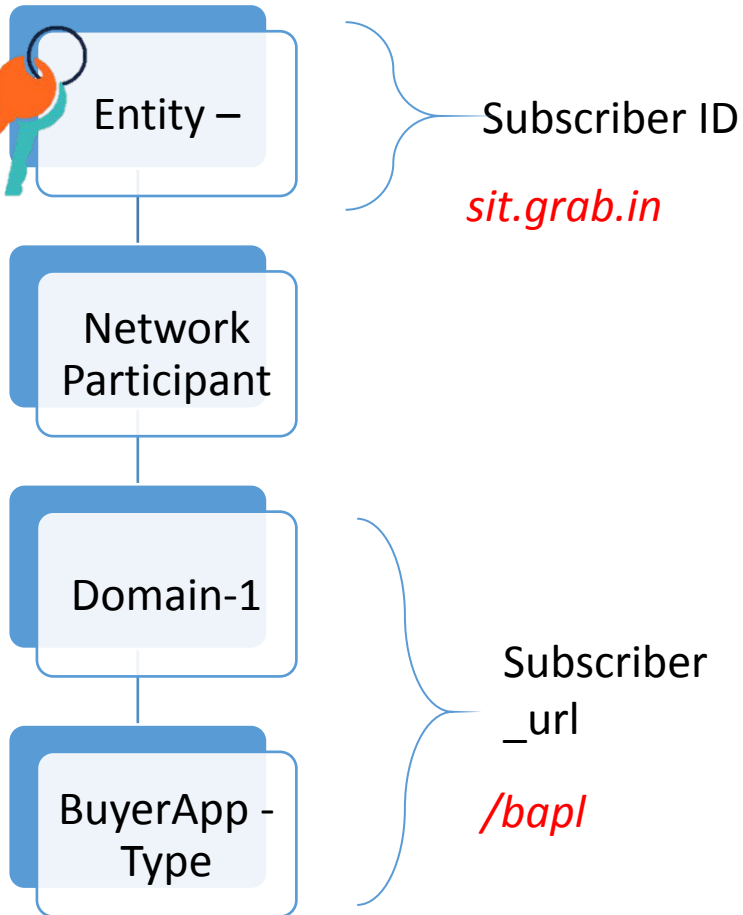 Entity –
Subscriber ID
sit.grab.in
Network
Participant
Domain-1
Subscriber
_url
BuyerApp -
Type
/bapl